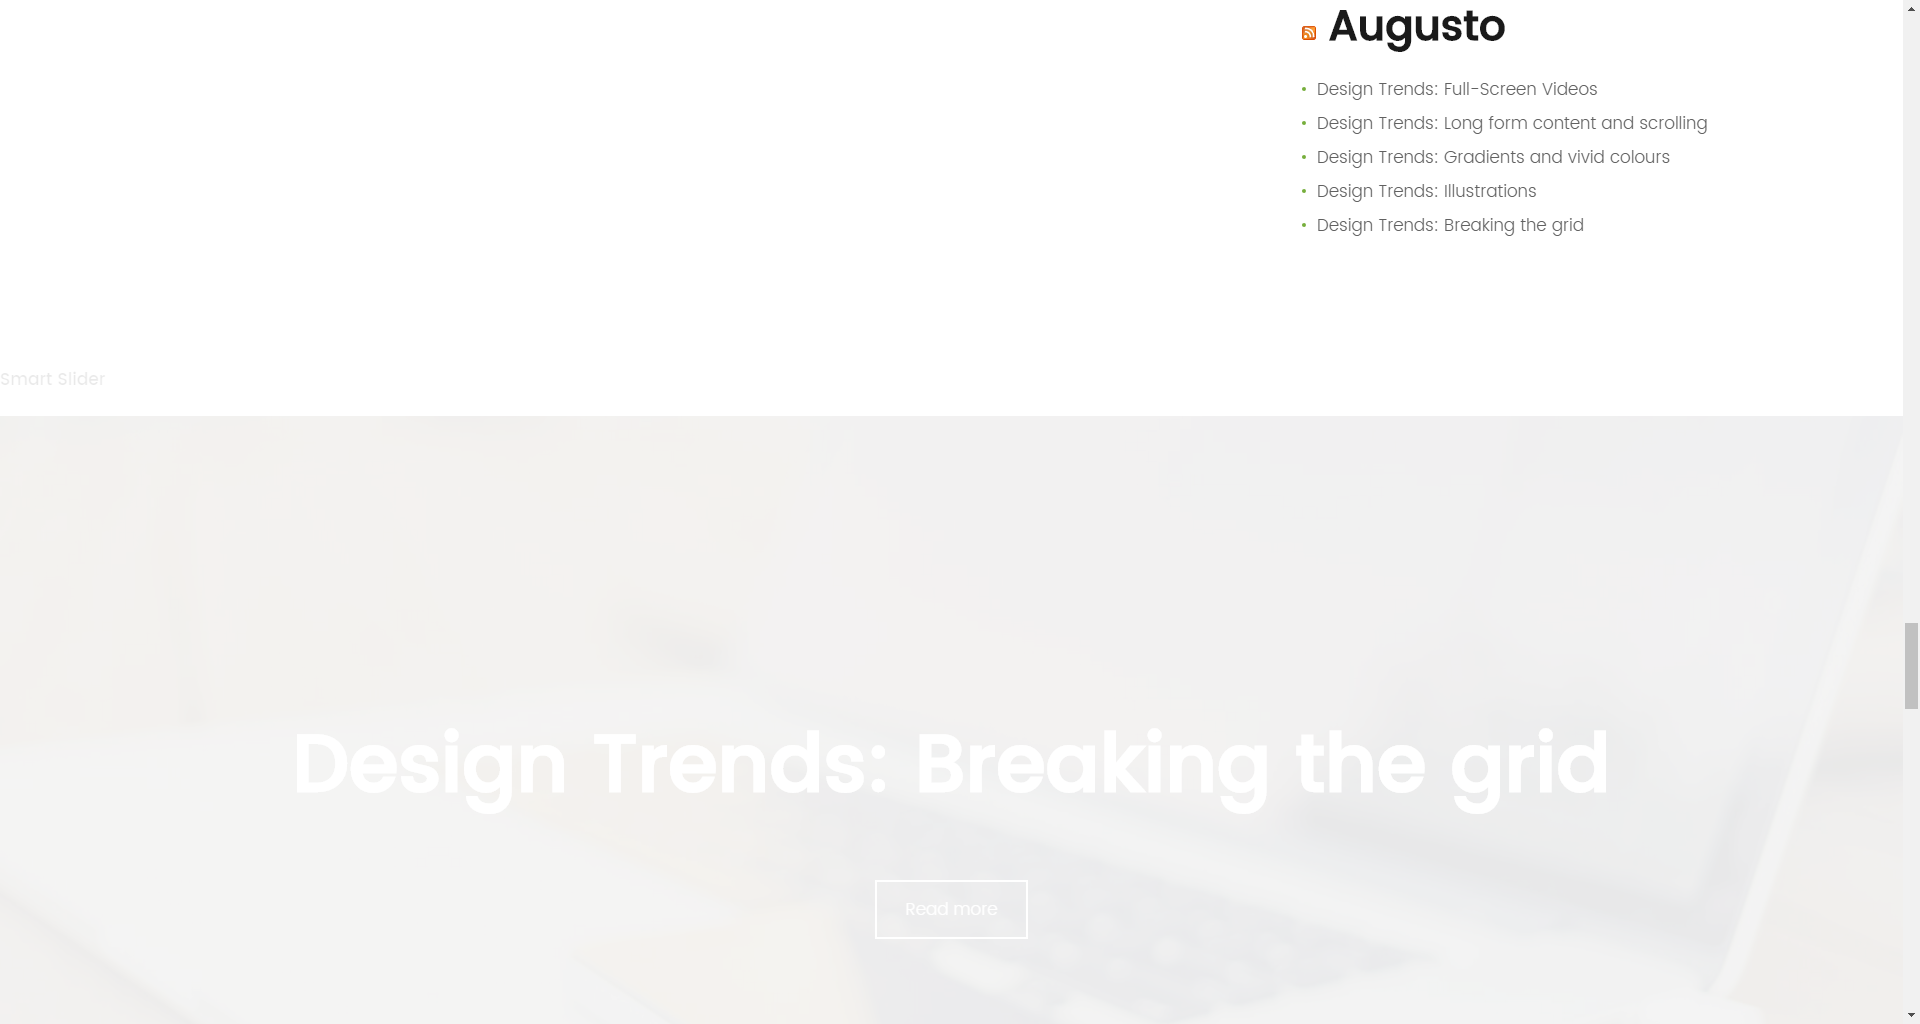 Augusto
Design Trends: Full-Screen Videos
Design Trends: Long form content and scrolling
Design Trends: Gradients and vivid colours
Design Trends: Illustrations
Design Trends: Breaking the grid
Smart Slider
Design Trends: Breaking the grid
Read more